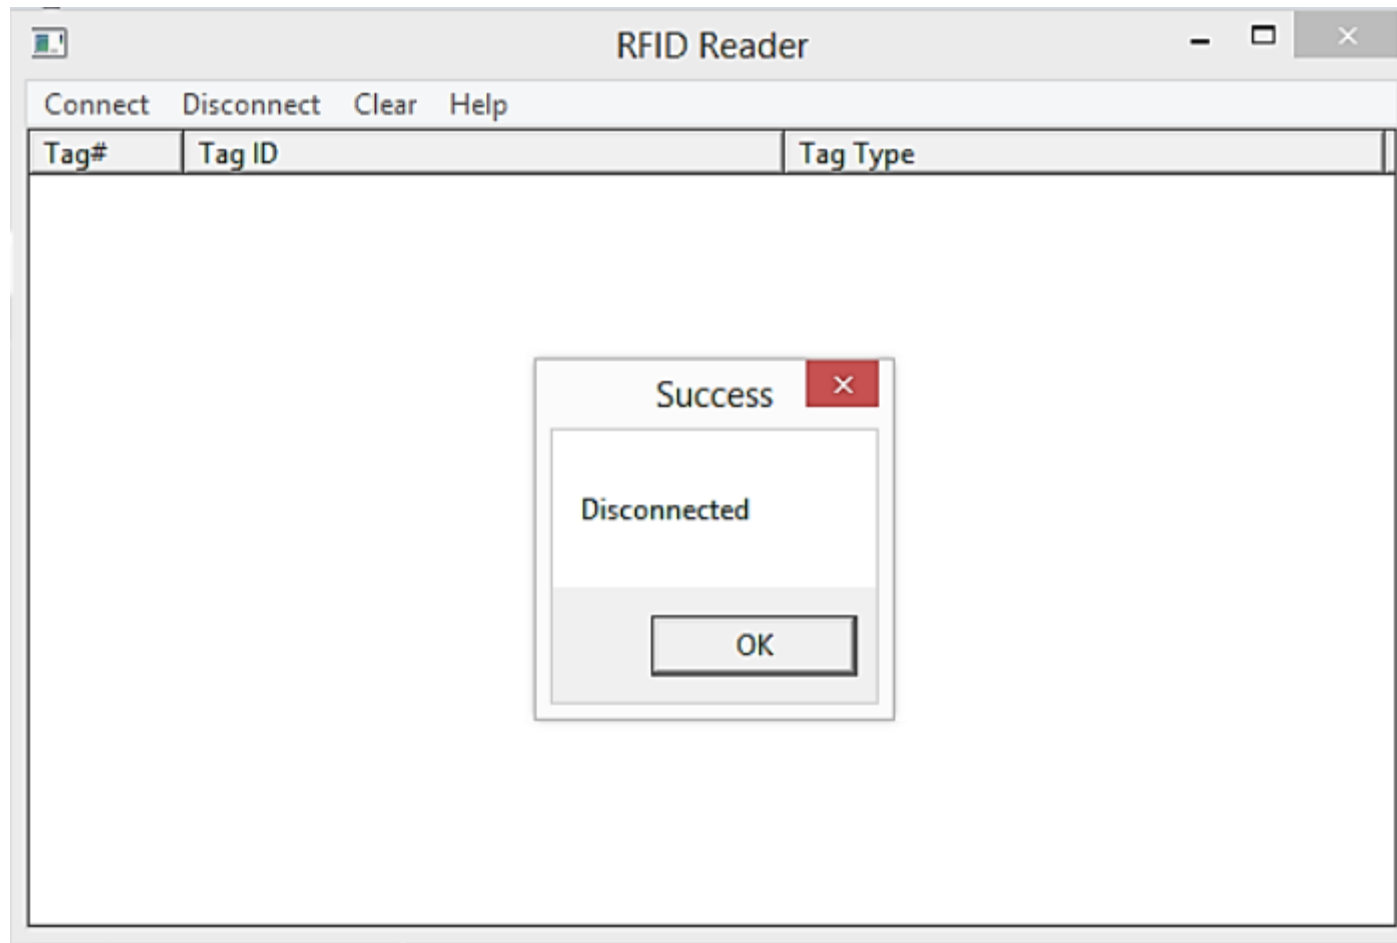 RFID Reader
Connect Disconnect Clear Help
Tag# Tag ID Tag Type
Success
Disconnected
OK